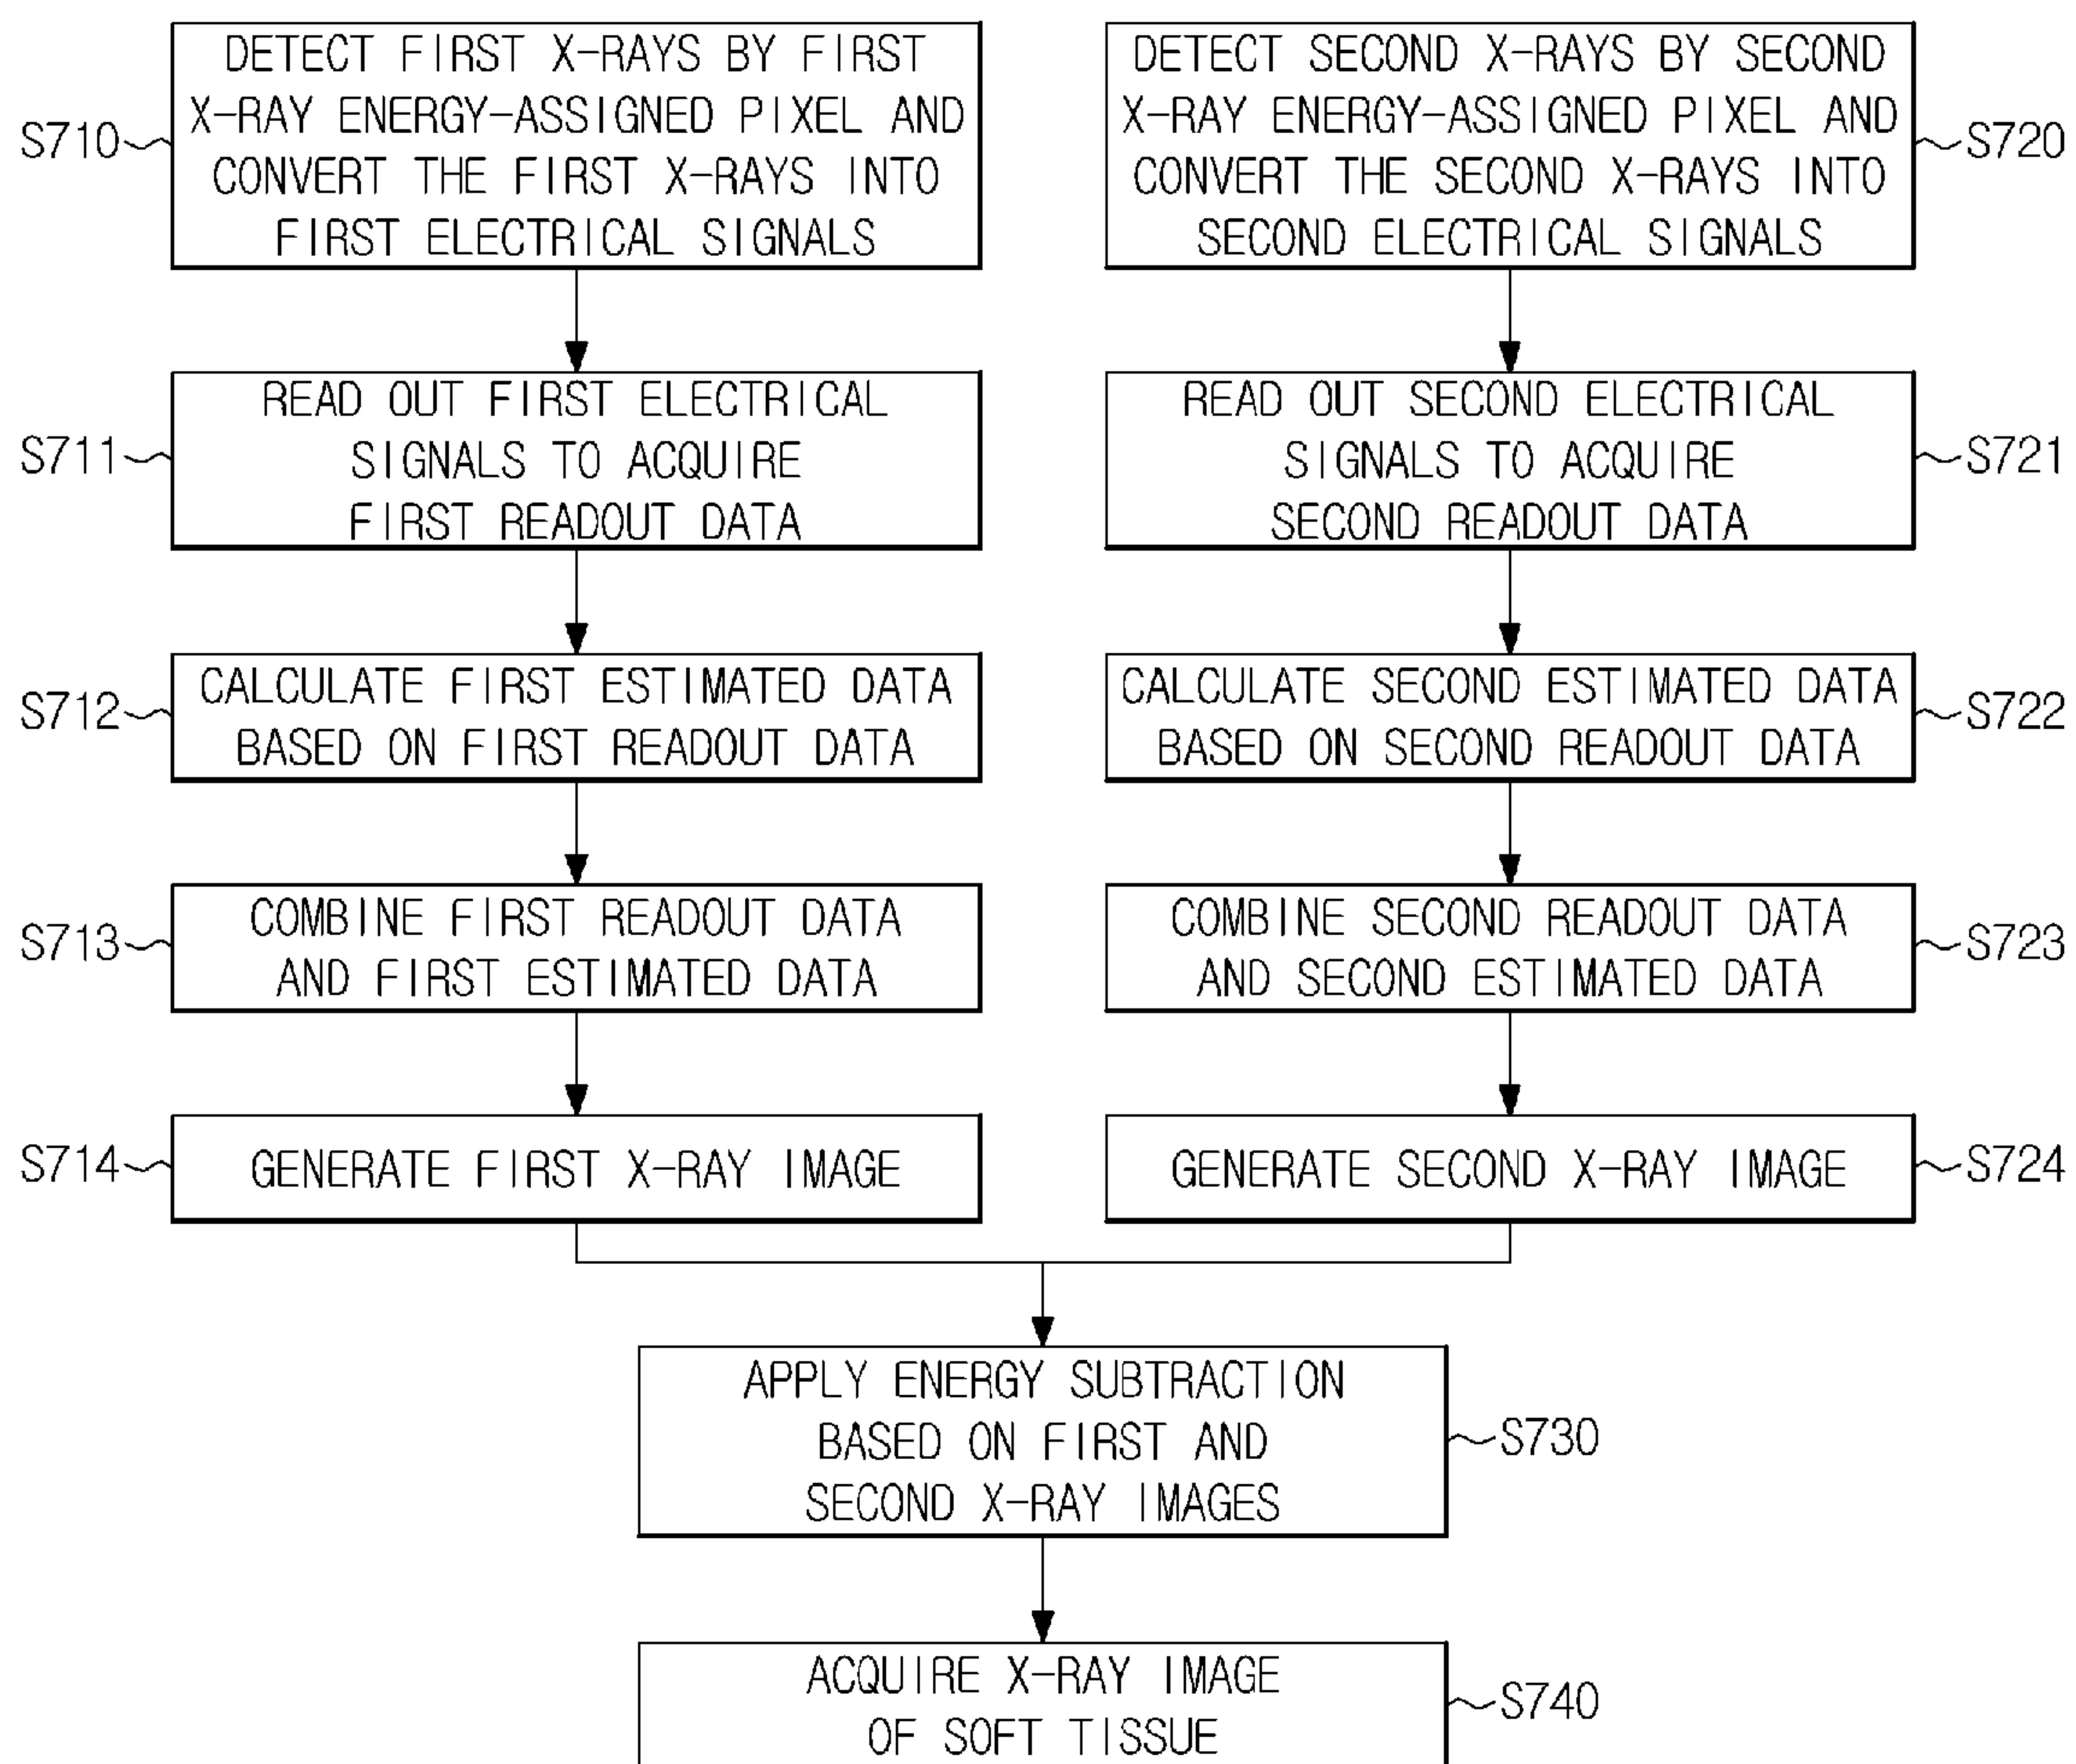 S710
DETECT FIRST X-RAYS BY FIRST
X-RAY ENERGY-ASSIGNED PIXEL AND
CONVERT THE FIRST X-RAYS INTO
FIRST ELECTRICAL SIGNALS
DETECT SECOND X-RAYS BY SECOND
X-RAY ENERGY-ASSIGNED PIXEL AND
CONVERT THE SECOND X-RAYS INTO
SECOND ELECTRICAL SIGNALS
S720
S711
READ OUT FIRST ELECTRICAL
SIGNALS TO ACQUIRE
FIRST READOUT DATA
READ OUT SECOND ELECTRICAL
SIGNALS TO ACQUIRE
SECOND READOUT DATA
S721
S712
CALCULATE FIRST ESTIMATED DATA
BASED ON FIRST READOUT DATA
CALCULATE SECOND ESTIMATED DATA
BASED ON SECOND READOUT DATA
S722
S713
COMBINE FIRST READOUT DATA
AND FIRST ESTIMATED DATA
COMBINE SECOND READOUT DATA
AND SECOND ESTIMATED DATA
S723
S714
GENERATE FIRST X-RAY IMAGE
GENERATE SECOND X-RAY IMAGE
S724
APPLY ENERGY SUBTRACTION
BASED ON FIRST AND
SECOND X-RAY IMAGES
S730
ACQUIRE X-RAY IMAGE
OF SOFT TISSUE
S740